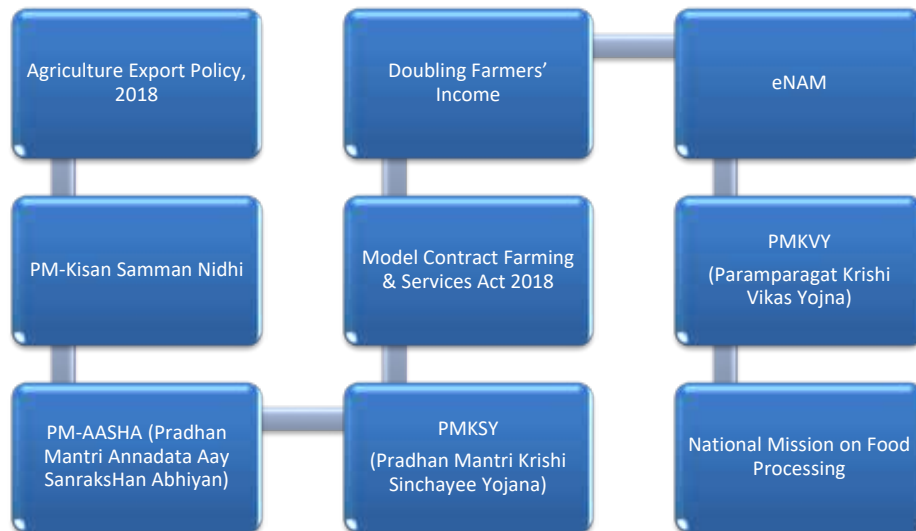 Agriculture Export Policy,
2018
PM-Kisan Samman Nidhi
PM-AASHA (Pradhan
Mantri Annadata Aay
SanraksHan Abhiyan)
PMKSY
(Pradhan Mantri Krishi
Sinchayee Yojana)
Model Contract Farming
& Services Act 2018
Doubling Farmers’
Income
eNAM
PMKVY
(Paramparagat Krishi
Vikas Yojna)
National Mission on Food
Processing